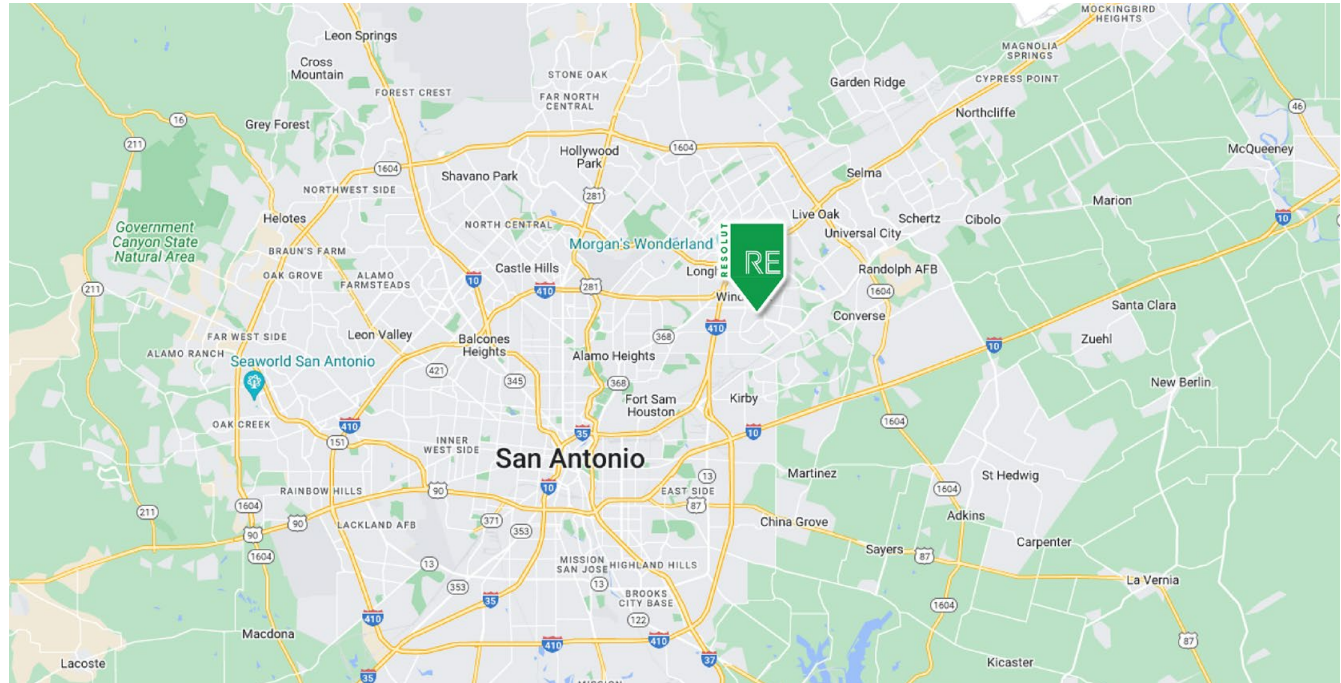 MOCKINGBIRD
HEIGHTS
Leon Springs
MAGNOLIA
SPRINGS
Cross
Mountain
STONE OAK
CYPRESS POINT
Garden Ridge
FOREST CREST
FAR NORTH
CENTRAL
46
Northcliffe
16
Grey Forest
211
Hollywood
Park
1604
McQueeney
1604
Shavano Park
Selma
NORTHWEST SIDE
281
Marion
Helotes
Live Oak
Schertz
Cibolo
10
Government
Canyon State
Natural Area
NORTH CENTRAL
Universal City
BRAUN'S FARM
Morgan's Wonderland
RESOLUT
RE
OAK GROVE
ALAMO
FARMSTEADS
Castle Hills
Randolph AFB
10
281
410
1604
211
Santa Clara
Converse
410
368
FAR WEST SIDE
Leon Valley
Balcones
Heights
Zuehl
10
ALAMO RANCH
Alamo Heights
Seaworld San Antonio
421
345
368
New Berlin
Fort Sam
Houston
Kirby
OAK CREEK
410
35
10
1604
151
INNER
WEST SIDE
San Antonio
Martinez
13
St Hedwig
RAINBOW HILLS
90
10
EAST SIDE
1604
1604
87
211
90
LACKLAND AFB
371
353
China Grove
Adkins
90
Carpenter
1604
Sayers
87
13
MISSION
SAN JOSE
HIGHLAND HILLS
353
13
La Vernia
35
BROOKS
CITY BASE
1604
410
122
Macdona
410
410
87
37
Lacoste
Kicaster
35
MISSION